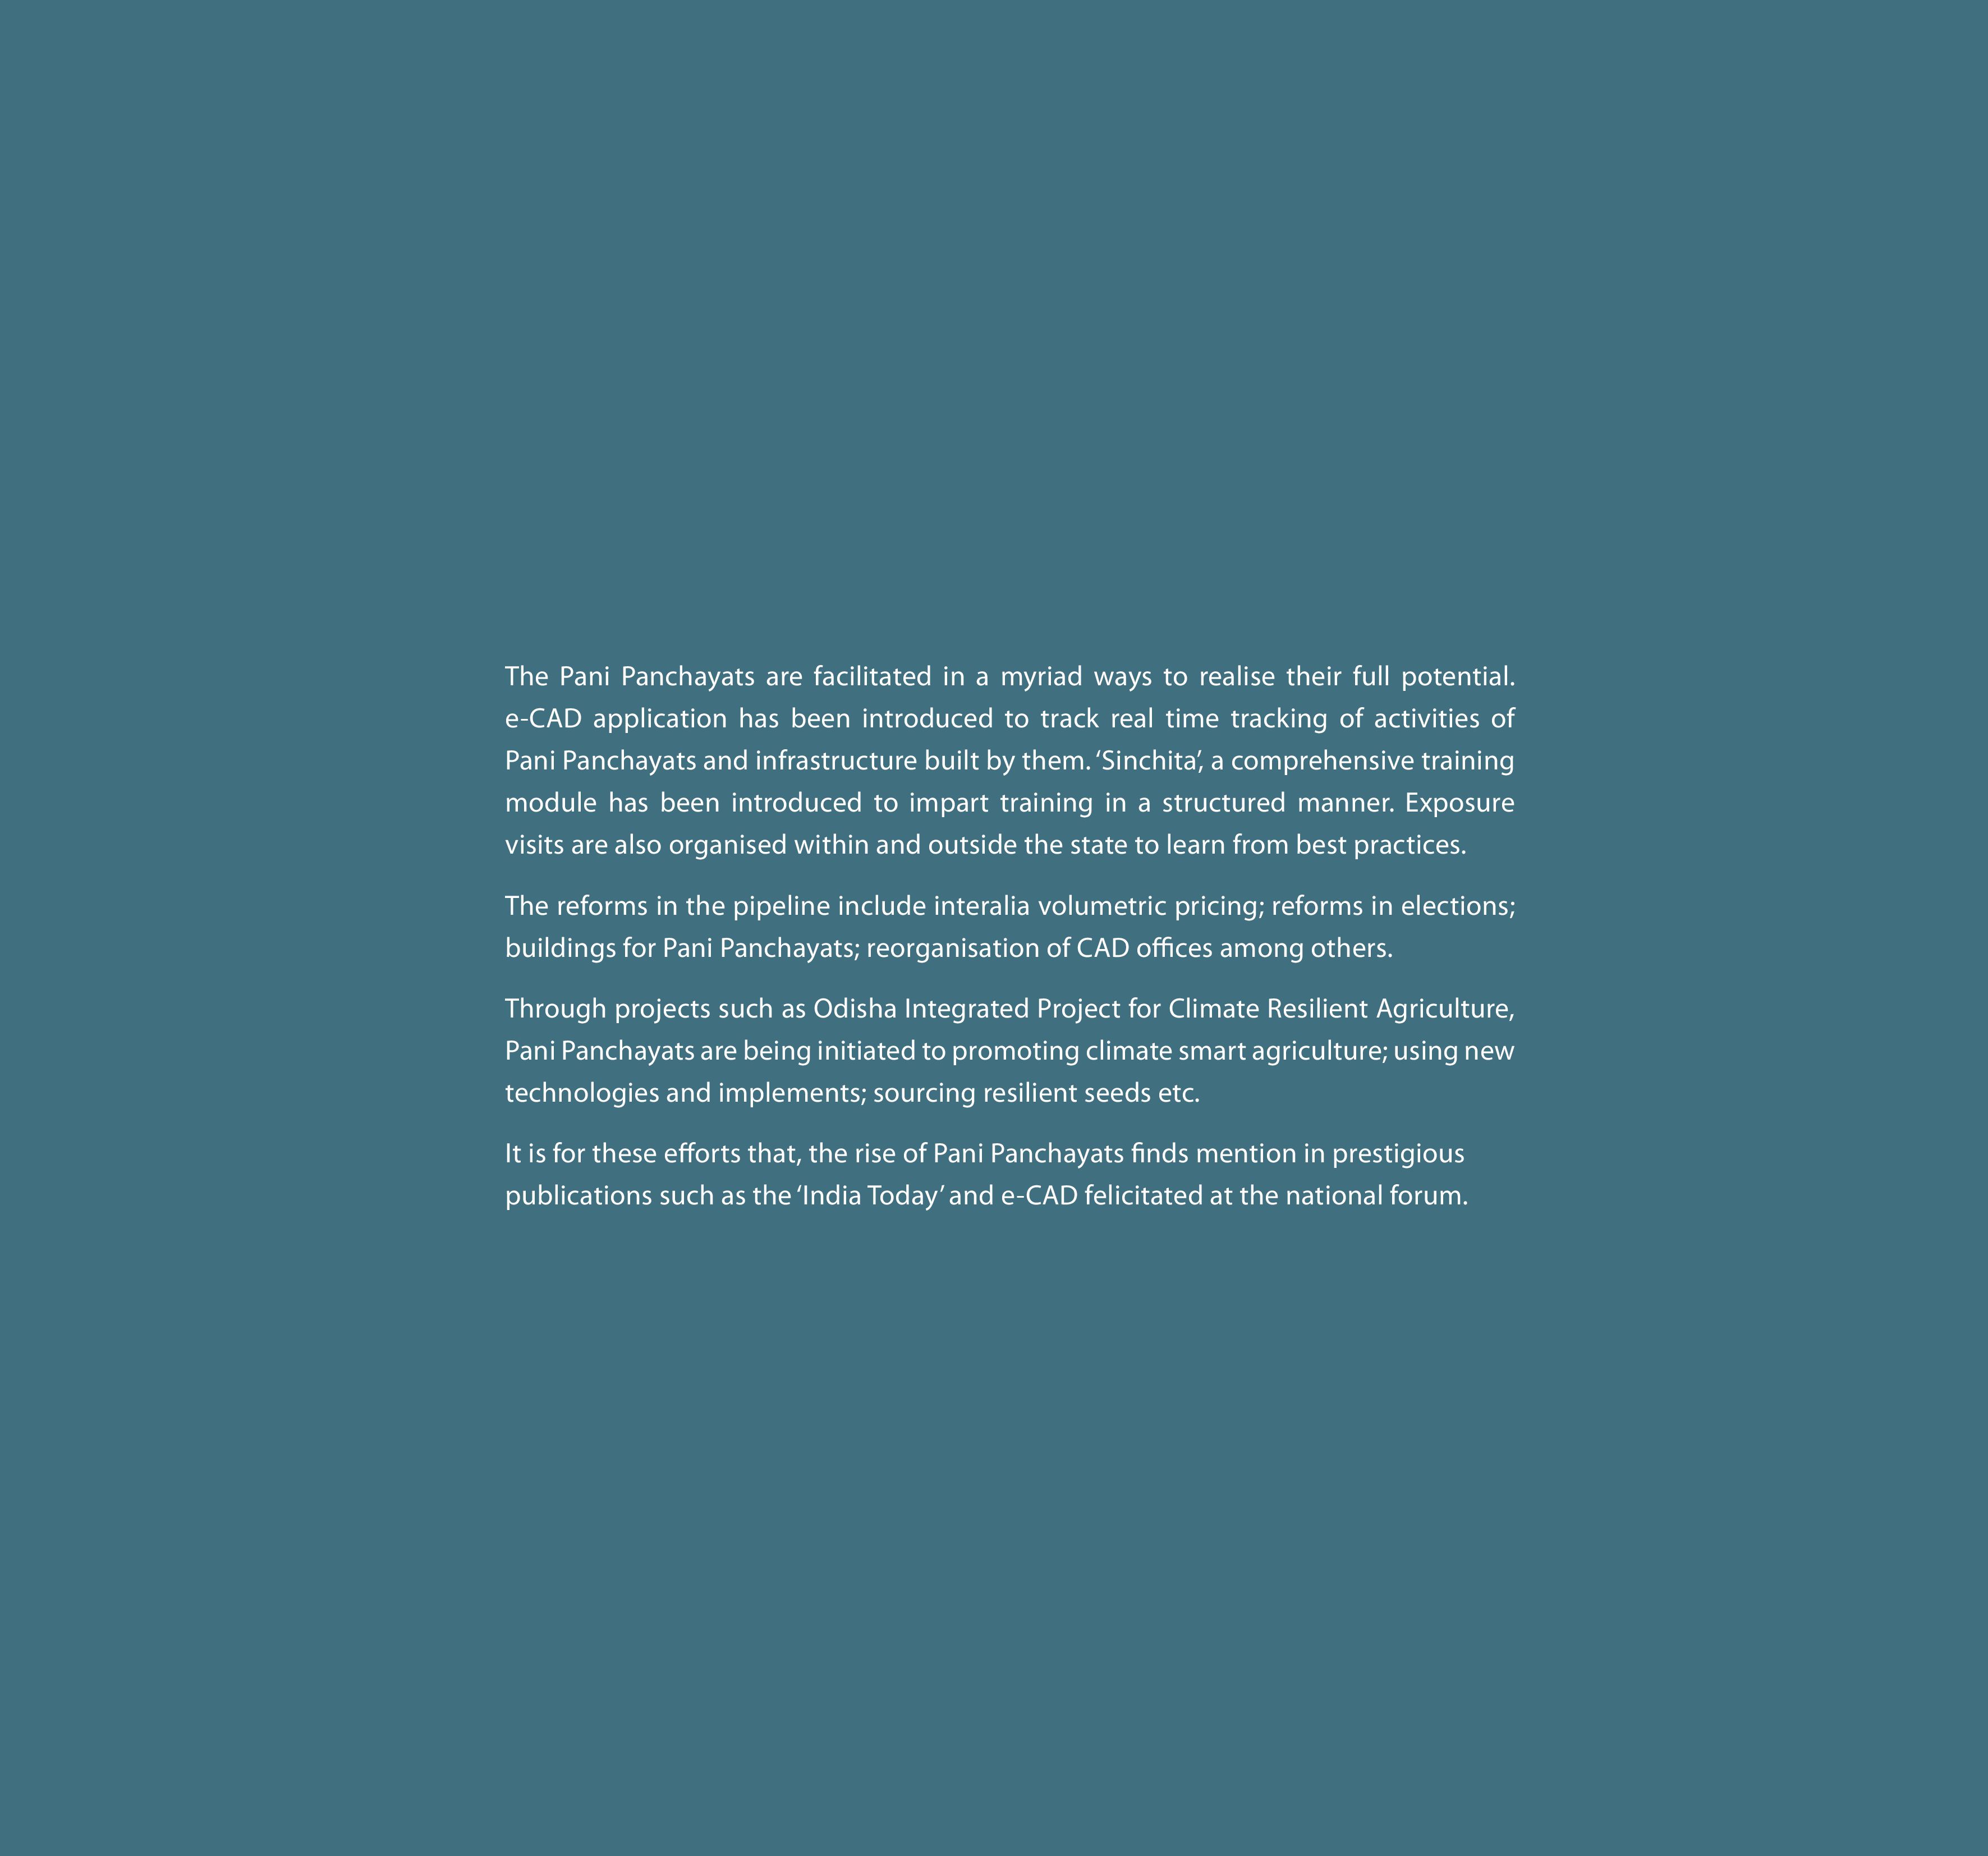 The Pani Panchayats are facilitated in a myriad ways to realise their full potential.
e-CAD application has been introduced to track real time tracking of activities of
Pani Panchayats and infrastructure built by them. ‘Sinchita’, a comprehensive training
module has been introduced to impart training in a structured manner. Exposure
visits are also organised within and outside the state to learn from best practices.
The reforms in the pipeline include interalia volumetric pricing; reforms in elections;
buildings for Pani Panchayats; reorganisation of CAD offices among others.
Through projects such as Odisha Integrated Project for Climate Resilient Agriculture,
Pani Panchayats are being initiated to promoting climate smart agriculture; using new
technologies and implements; sourcing resilient seeds etc.
It is for these efforts that, the rise of Pani Panchayats finds mention in prestigious
publications such as the ‘India Today’ and e-CAD felicitated at the national forum.